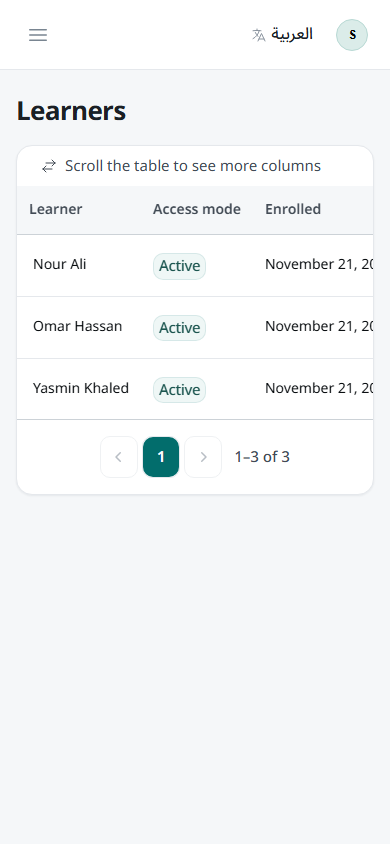 العربية S
Learners
Scroll the table to see more columns
Learner Access mode Enrolled
Nour Ali Active November 21, 20
Omar Hassan Active November 21, 20
Yasmin Khaled Active November 21, 20
1 1–3 of 3